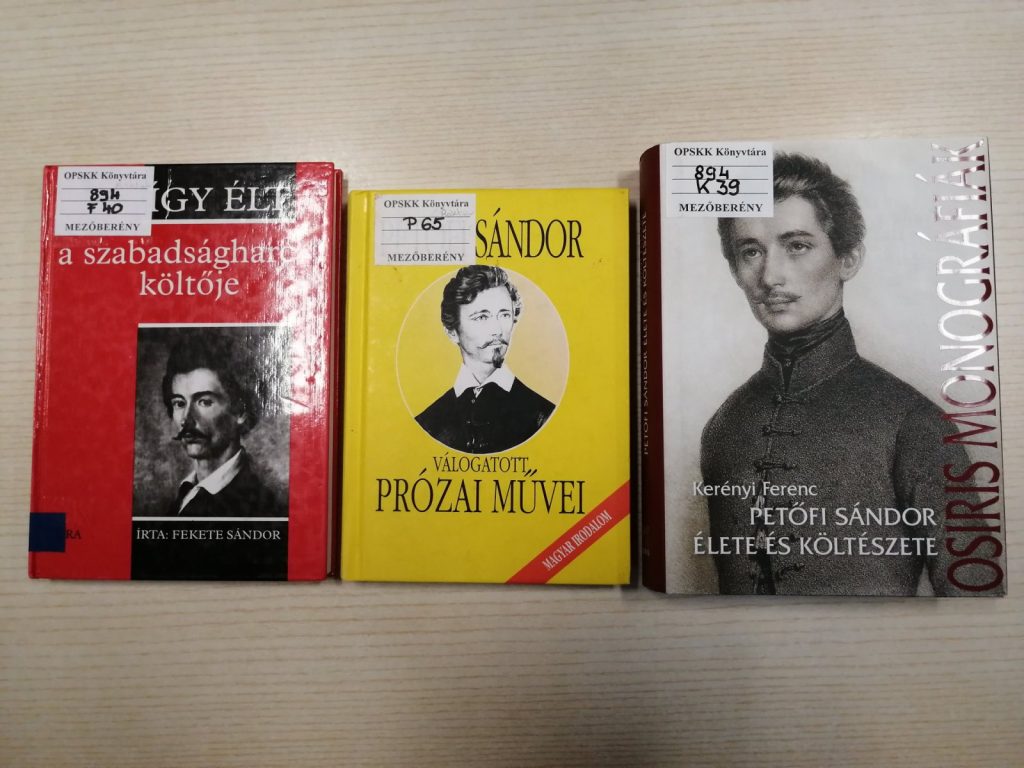 OPSKK Könyvtára
894
F 40
MEZŐBERÉNY
ÍGY ÉLT
a szabadságharc
költője
ÍRTA: FEKETE SÁNDOR
RA
OPSKK Könyvtára
P65
MEZŐBERÉNY
SÁNDOR
VÁLOGATOTT
PRÓZAI MŰVEI
MAGYAR IRODALOM
OPSKK Könyvtára
894
K 39
MEZŐBERÉNY
PETŐFI SÁNDOR ÉLETE ÉS KÖLTÉSZETE
Kerényi Ferenc
PETŐFI SÁNDOR
ÉLETE ÉS KÖLTÉSZETE
OSIRIS MONOGRÁFIÁK